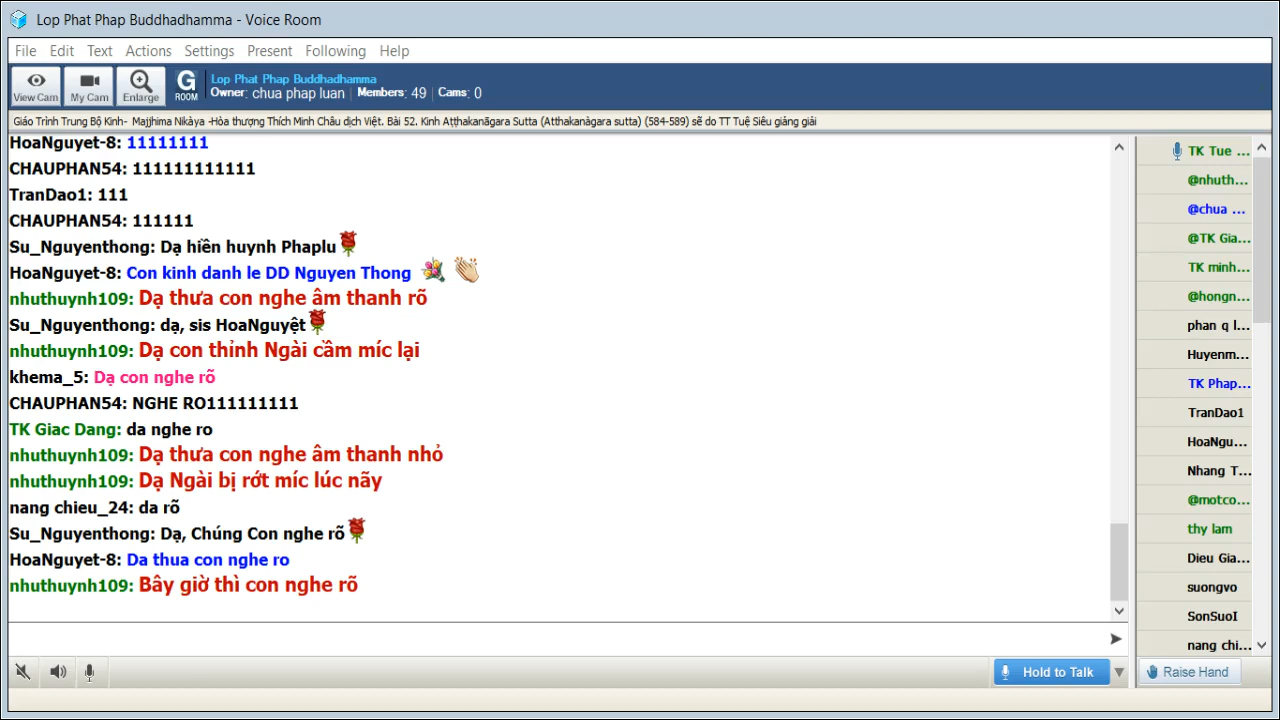 Lop Phat Phap Buddhadhamma - Voice Room
File Edit Text Actions Settings Present Following Help
View Cam My Cam Enlarge G ROOM
Lop Phat Phap Buddhadhamma
Owner: chua phap luan Members: 49 Cams: 0
Giáo Trình Trung Bộ Kinh- Majjhima Nikàya -Hòa thượng Thích Minh Châu dịch Việt. Bài 52. Kinh Aṭṭhakanāgara Sutta (Atthakanàgara sutta) (584-589) sẽ do TT Tuệ Siêu giảng giải
HoaNguyet-8: 11111111
CHAUPHAN54: 111111111111
TranDao1: 111
CHAUPHAN54: 111111
Su_Nguyenthong: Dạ hiền huynh Phaplu
HoaNguyet-8: Con kinh danh le DD Nguyen Thong
nhuthuynh109: Dạ thưa con nghe âm thanh rõ
Su_Nguyenthong: dạ, sis HoaNguyệt
nhuthuynh109: Dạ con thỉnh Ngài cầm míc lại
khema_5: Dạ con nghe rõ
CHAUPHAN54: NGHE RO111111111
TK Giac Dang: da nghe ro
nhuthuynh109: Dạ thưa con nghe âm thanh nhỏ
nhuthuynh109: Dạ Ngài bị rớt míc lúc nãy
nang chieu_24: da rõ
Su_Nguyenthong: Dạ, Chúng Con nghe rõ
HoaNguyet-8: Da thua con nghe ro
nhuthuynh109: Bây giờ thì con nghe rõ
TK Tue ...
@nhuth...
@chua ...
@TK Gia...
TK minh...
@hongn...
phan q l...
Huyenm...
TK Phap...
TranDao1
HoaNgu...
Nhang T...
@motco...
thy lam
Dieu Gia...
suongvo
SonSuoI
nang chi...
Hold to Talk
Raise Hand